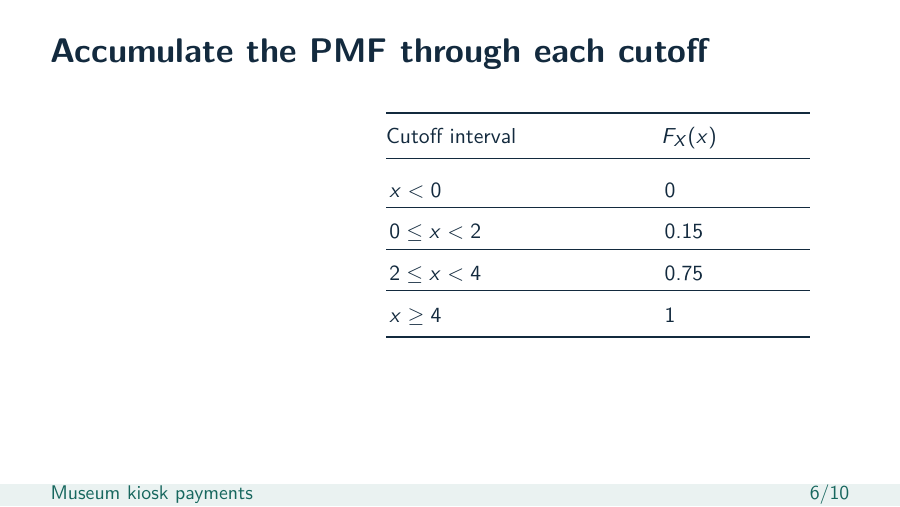 Accumulate the PMF through each cutoff
Cutoff interval F_X(x)
x < 0 0
0 ≤ x < 2 0.15
2 ≤ x < 4 0.75
x ≥ 4 1
Museum kiosk payments 6/10